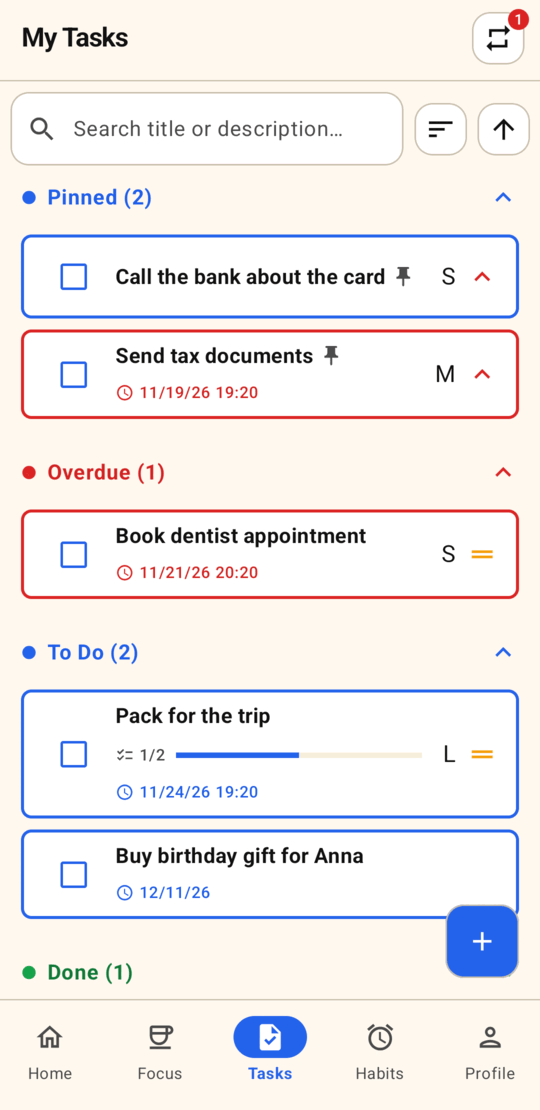 My Tasks
1
Search title or description...
Pinned (2)
Call the bank about the card
S
Send tax documents
M
11/19/26 19:20
Overdue (1)
Book dentist appointment
S
11/21/26 20:20
To Do (2)
Pack for the trip
1/2
L
11/24/26 19:20
Buy birthday gift for Anna
12/11/26
+
Done (1)
Home
Focus
Tasks
Habits
Profile